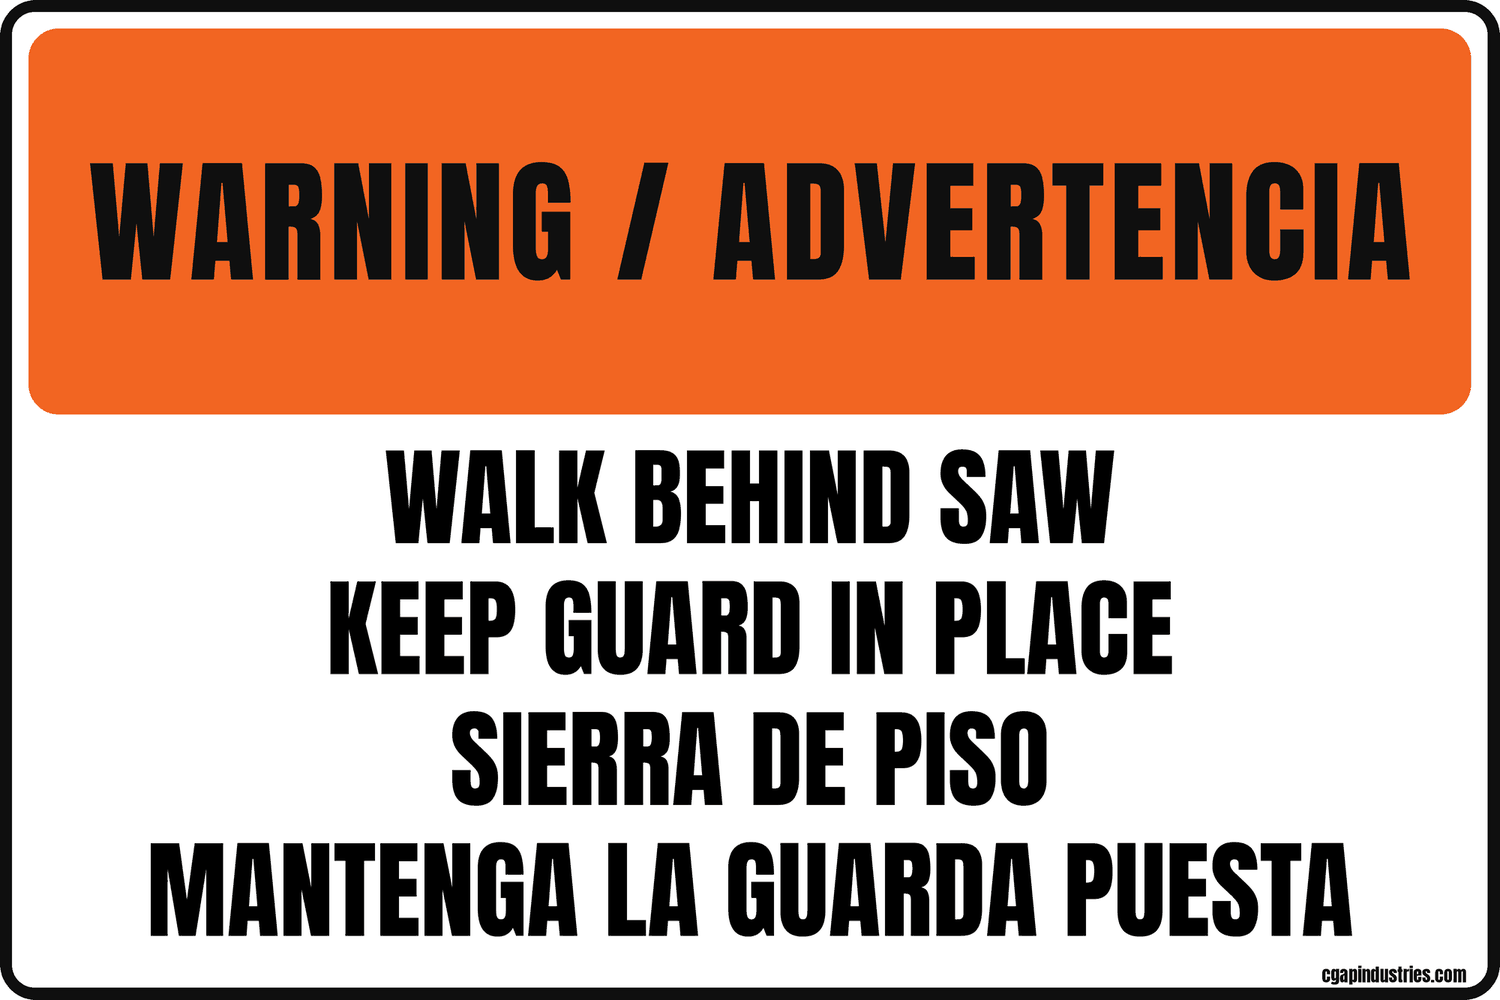 WARNING / ADVERTENCIA
WALK BEHIND SAW
KEEP GUARD IN PLACE
SIERRA DE PISO
MANTENGA LA GUARDA PUESTA
cgapindustries.com